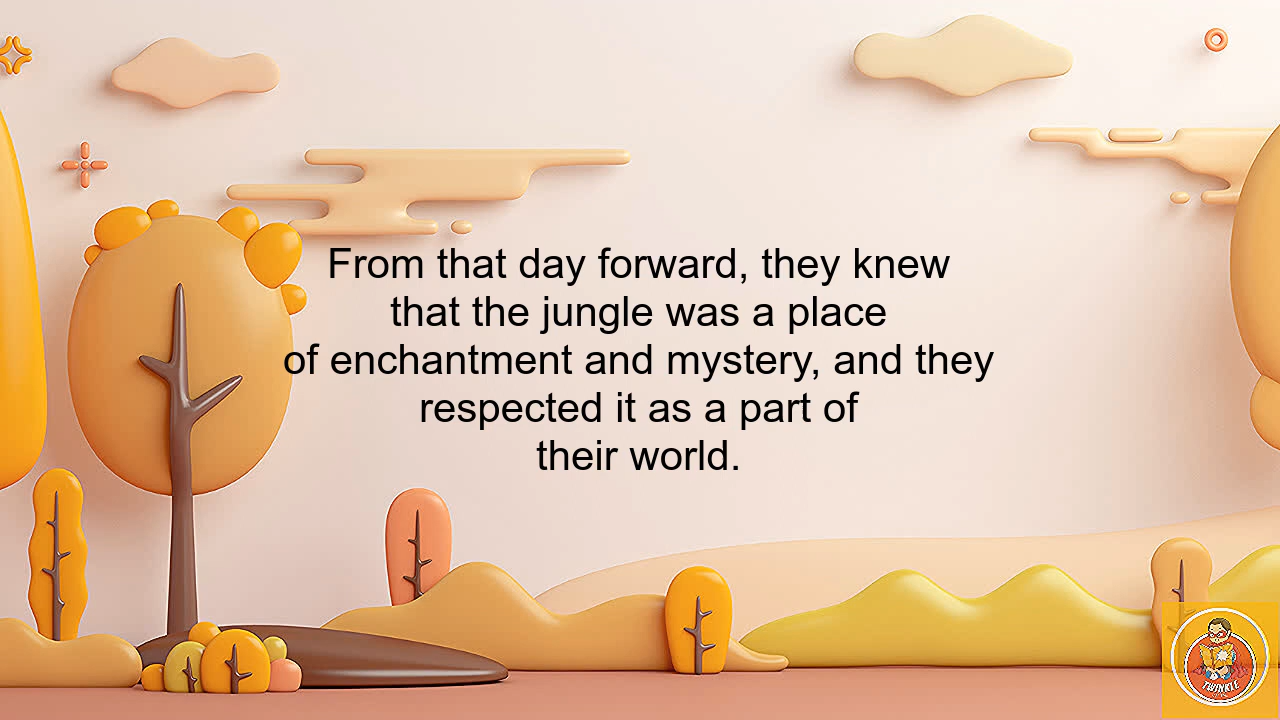 From that day forward, they knew
that the jungle was a place
of enchantment and mystery, and they
respected it as a part of
their world.
TWINKLE